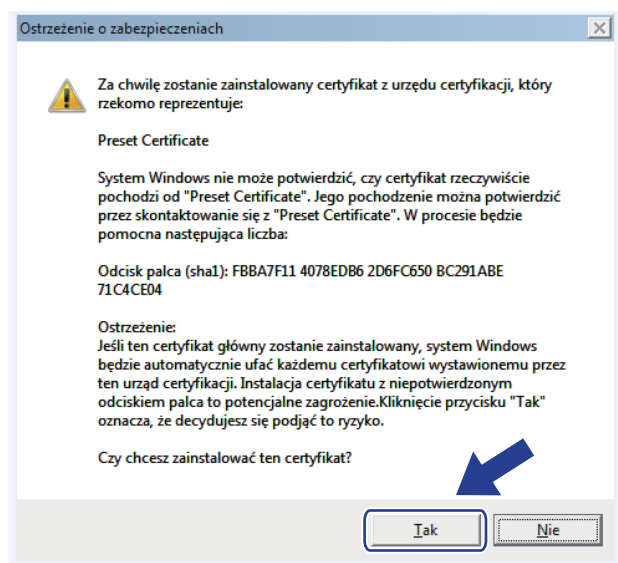 Ostrzeżenie o zabezpieczeniach
Za chwilę zostanie zainstalowany certyfikat z urzędu certyfikacji, który
rzekomo reprezentuje:
Preset Certificate
System Windows nie może potwierdzić, czy certyfikat rzeczywiście
pochodzi od "Preset Certificate". Jego pochodzenie można potwierdzić
przez skontaktowanie się z "Preset Certificate". W procesie będzie
pomocna następująca liczba:
Odcisk palca (sha1): FBBA7F11 4078EDB6 2D6FC650 BC291ABE
71C4CE04
Ostrzeżenie:
Jeśli ten certyfikat główny zostanie zainstalowany, system Windows
będzie automatycznie ufać każdemu certyfikatowi wystawionemu przez
ten urząd certyfikacji. Instalacja certyfikatu z niepotwierdzonym
odciskiem palca to potencjalne zagrożenie.Kliknięcie przycisku "Tak"
oznacza, że decydujesz się podjąć to ryzyko.
Czy chcesz zainstalować ten certyfikat?
Tak
Nie